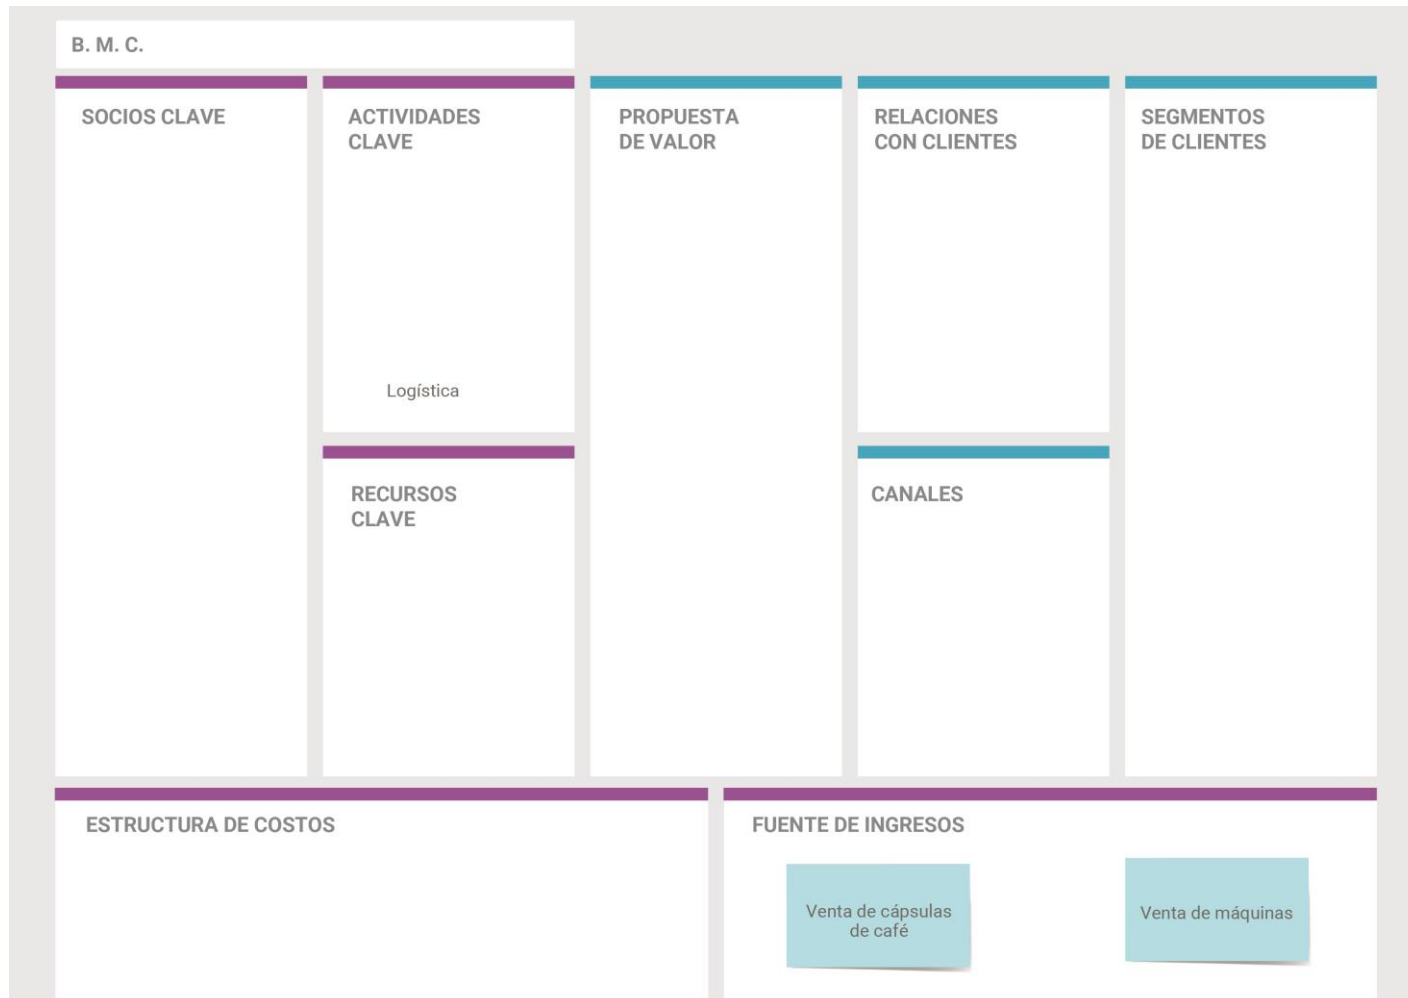 B. M. C.
SOCIOS CLAVE
ACTIVIDADES
CLAVE
Logística
RECURSOS
CLAVE
PROPUESTA
DE VALOR
RELACIONES
CON CLIENTES
CANALES
SEGMENTOS
DE CLIENTES
ESTRUCTURA DE COSTOS
FUENTE DE INGRESOS
Venta de cápsulas
de café
Venta de máquinas